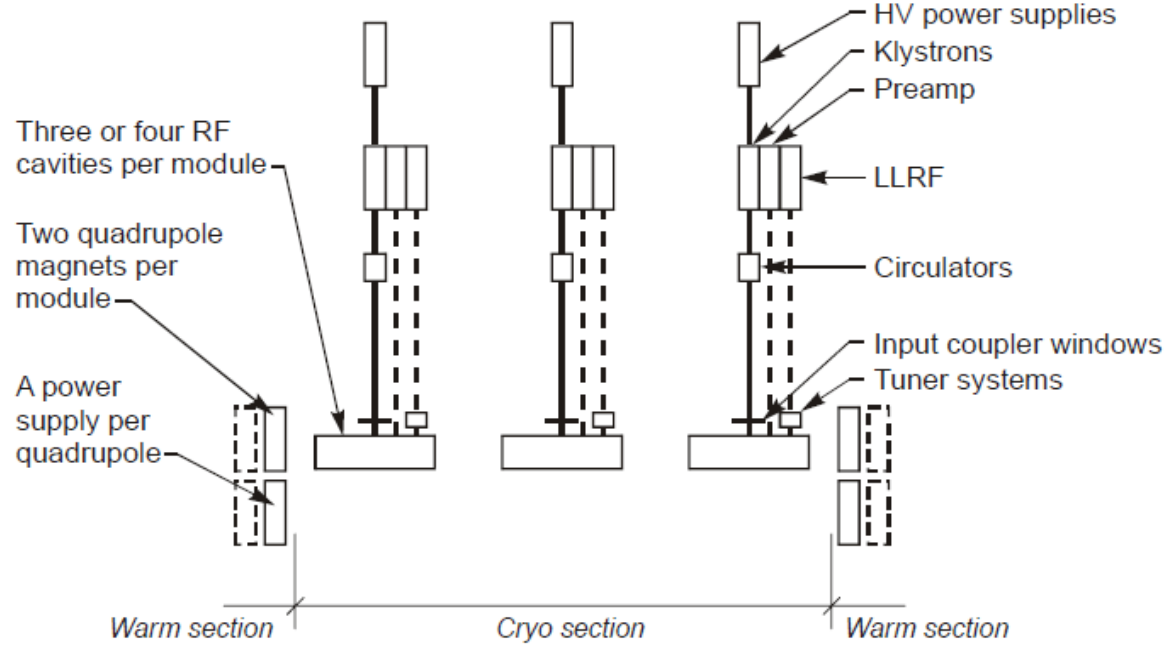 HV power supplies
Klystrons
Preamp
LLRF
Circulators
Input coupler windows
Tuner systems
Three or four RF
cavities per module
Two quadrupole
magnets per
module
A power
supply per
quadrupole
Warm section
Cryo section
Warm section